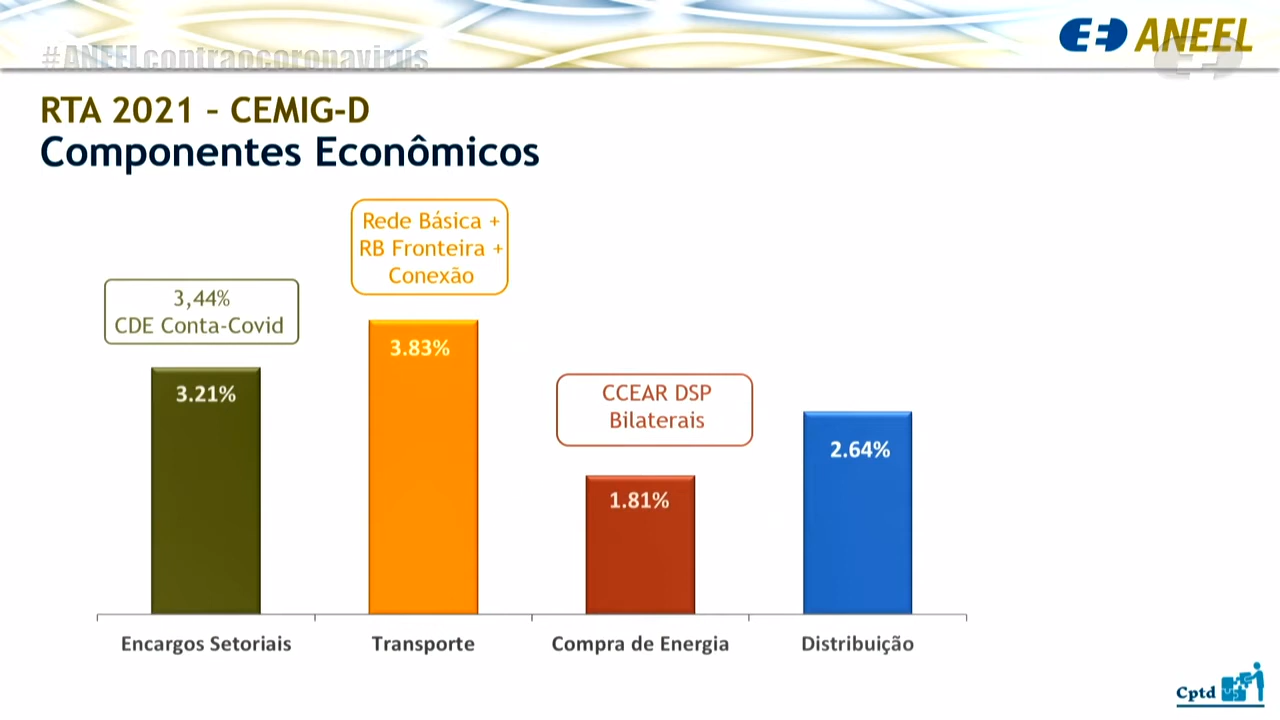 #ANEELcontraocoronavirus
ANEEL
RTA 2021 – CEMIG-D
Componentes Econômicos
Rede Básica +
RB Fronteira +
Conexão
3,44%
CDE Conta-Covid
3.83%
3.21%
CCEAR DSP
Bilaterais
2.64%
1.81%
Encargos Setoriais
Transporte
Compra de Energia
Distribuição
Cptd